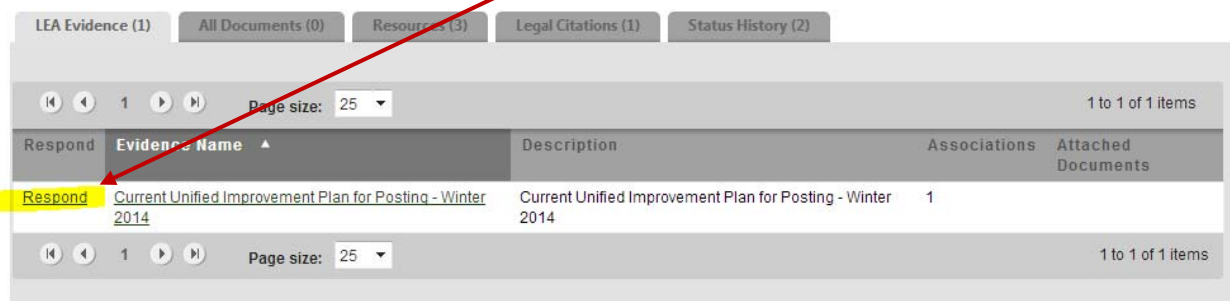 LEA Evidence (1) All Documents (0) Resources (3) Legal Citations (1) Status History (2)
1 Page size: 25 1 to 1 of 1 items
Respond Evidence Name Description Associations Attached Documents
Respond Current Unified Improvement Plan for Posting - Winter 2014 Current Unified Improvement Plan for Posting - Winter 2014 1
1 Page size: 25 1 to 1 of 1 items